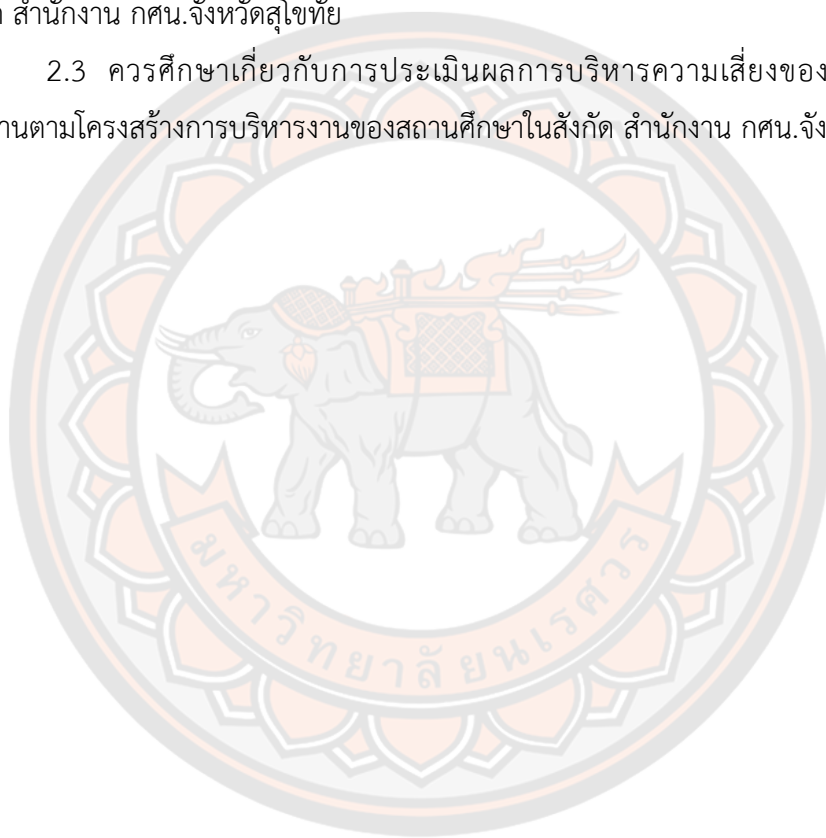 สำนักงาน กศน.จังหวัดสุโขทัย
2.3 ควรศึกษาเกี่ยวกับการประเมินผลการบริหารความเสี่ยงของ
านตามโครงสร้างการบริหารงานของสถานศึกษาในสังกัด สำนักงาน กศน.จัง
มหาวิทยาลัยนเรศวร